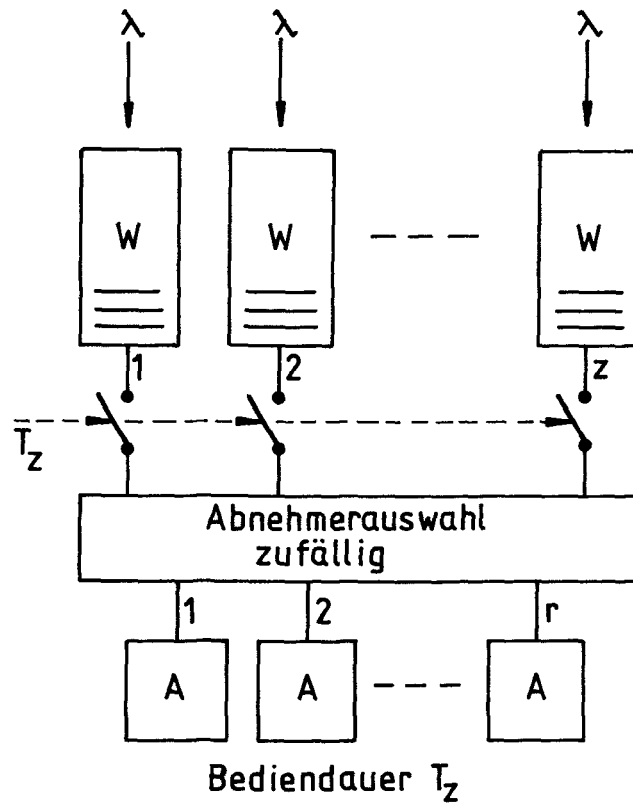 λ λ λ
W W W
1 2 z
T_z
Abnehmerauswahl
zufällig
1 2 r
A A A
Bediendauer T_z